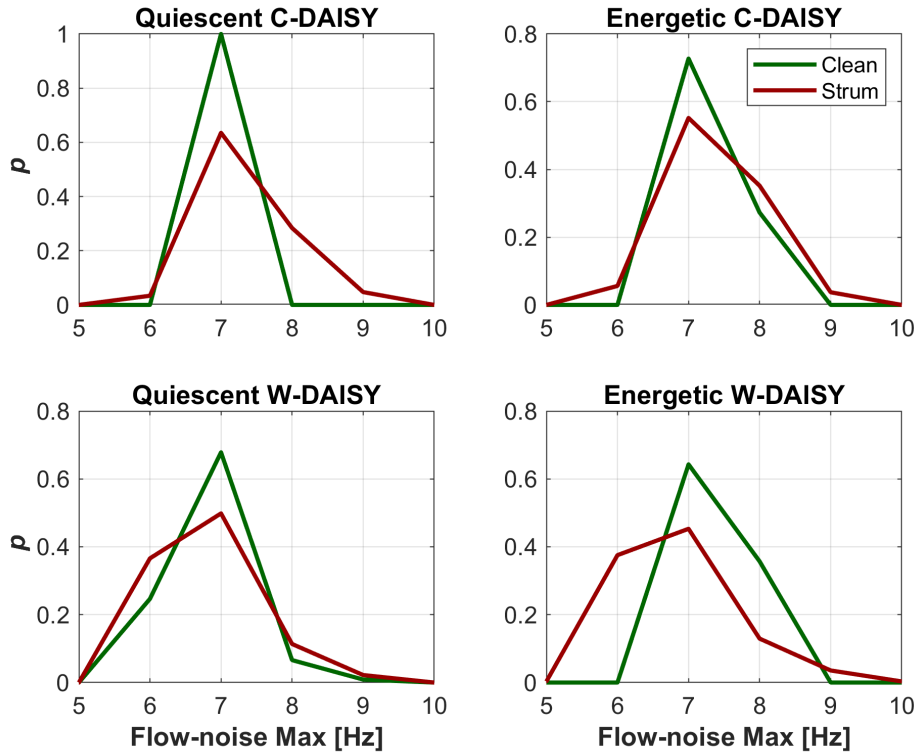 Quiescent C-DAISY
1
0.8
0.6
0.4
0.2
0
p
5 6 7 8 9 10
Energetic C-DAISY
0.8
0.6
0.4
0.2
0
Clean
Strum
5 6 7 8 9 10
Quiescent W-DAISY
0.8
0.6
0.4
0.2
0
p
5 6 7 8 9 10
Flow-noise Max [Hz]
Energetic W-DAISY
0.8
0.6
0.4
0.2
0
5 6 7 8 9 10
Flow-noise Max [Hz]